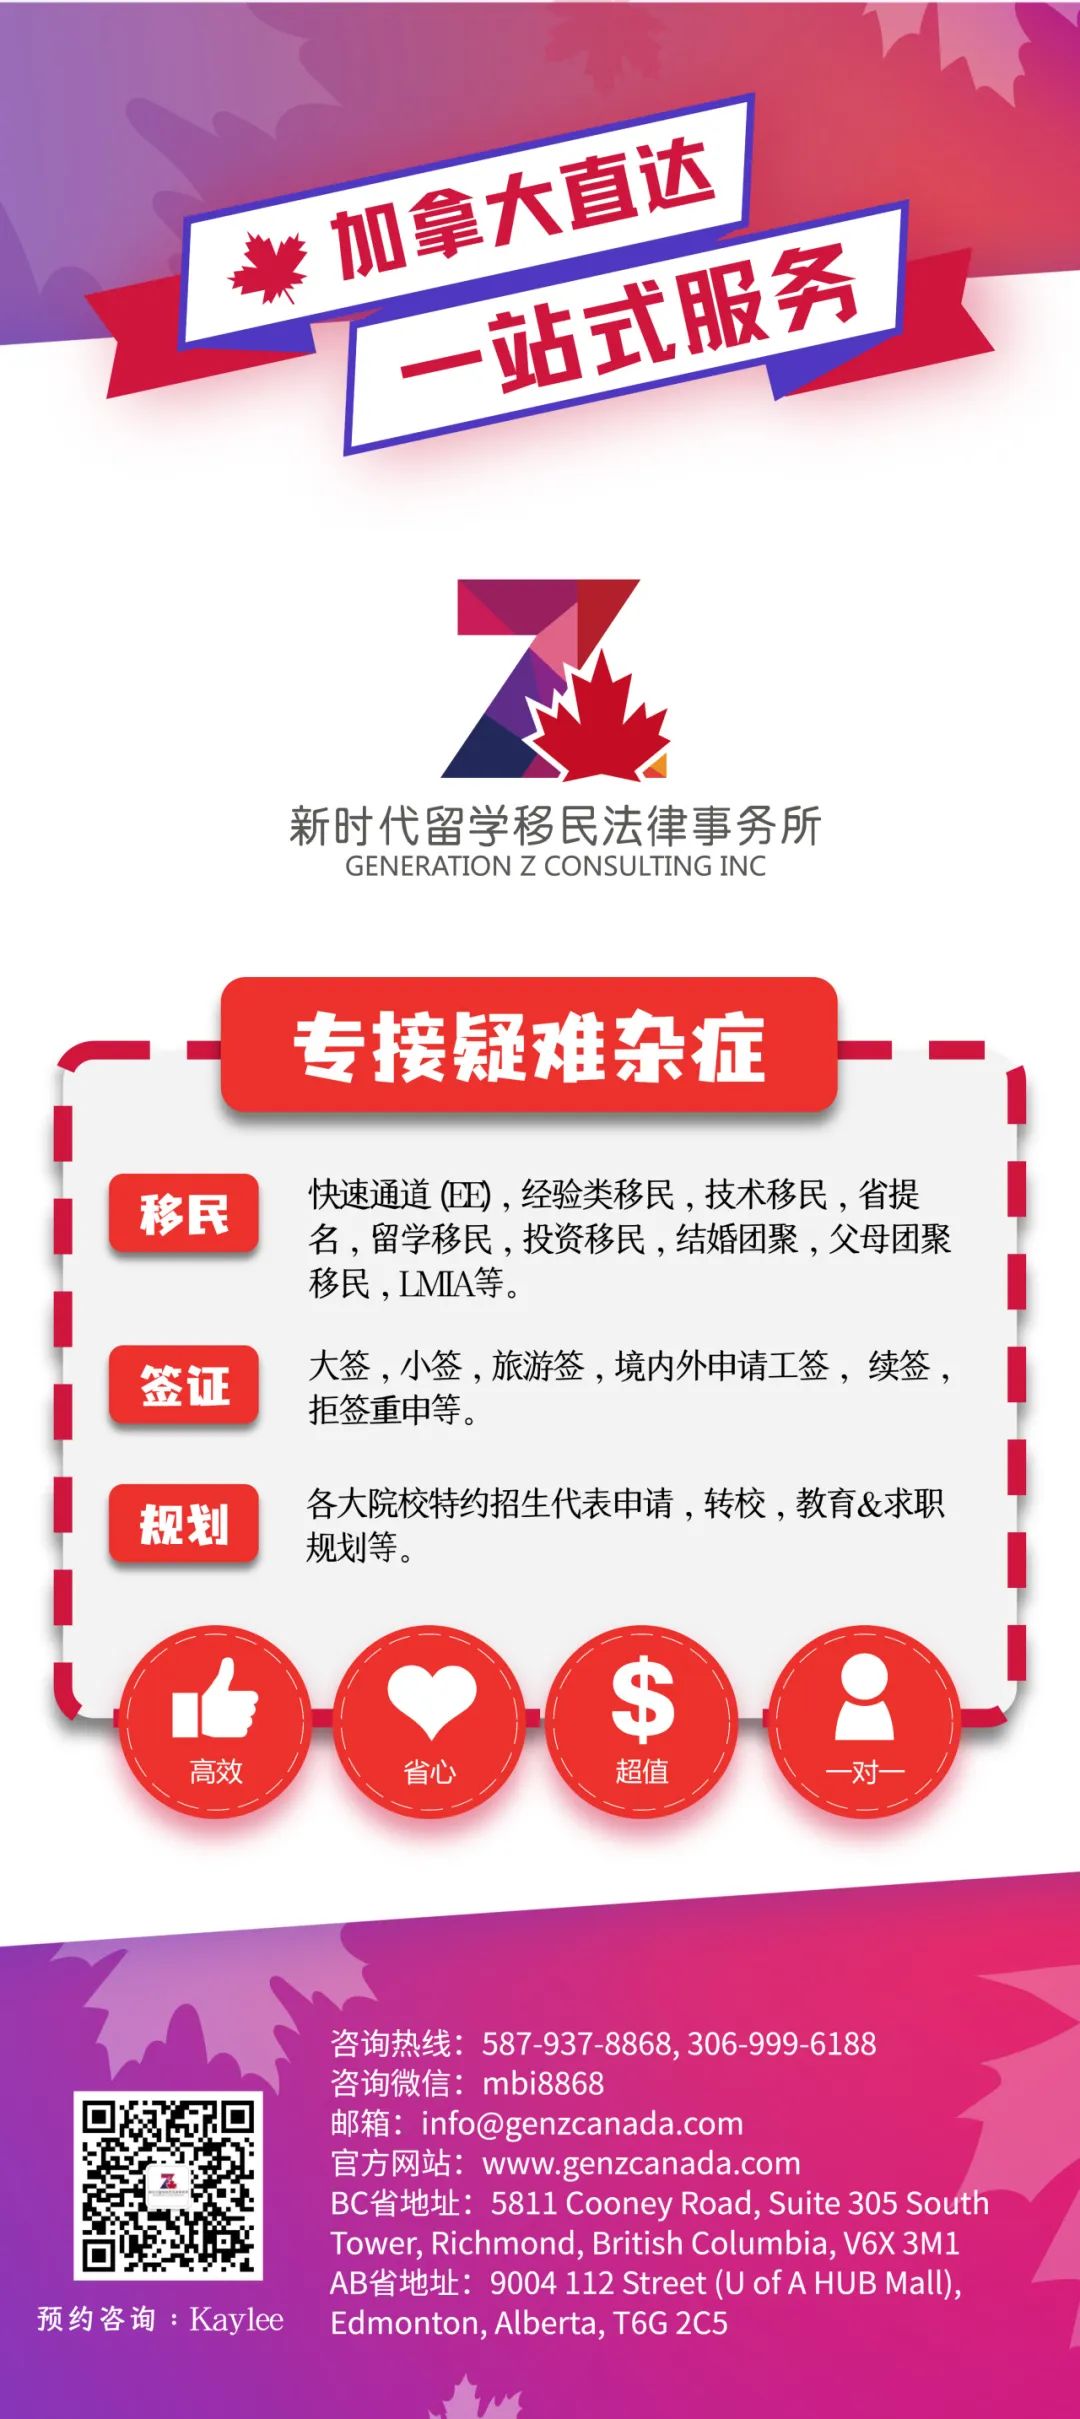 加拿大直达
一站式服务
新时代留学移民法律事务所
GENERATION Z CONSULTING INC
专接疑难杂症
移民
快速通道 (EE) , 经验类移民 , 技术移民 , 省提
名 , 留学移民 , 投资移民 , 结婚团聚 , 父母团聚
移民 , LMIA等。
签证
大签 , 小签 , 旅游签 , 境内外申请工签 , 续签 ,
拒签重申等。
规划
各大院校特约招生代表申请 , 转校 , 教育&求职
规划等。
高效
省心
$
超值
一对一
咨询热线：587-937-8868, 306-999-6188
咨询微信：mbi8868
邮箱：info@genzcanada.com
官方网站：www.genzcanada.com
BC省地址：5811 Cooney Road, Suite 305 South
Tower, Richmond, British Columbia, V6X 3M1
AB省地址：9004 112 Street (U of A HUB Mall),
Edmonton, Alberta, T6G 2C5
预约咨询：Kaylee